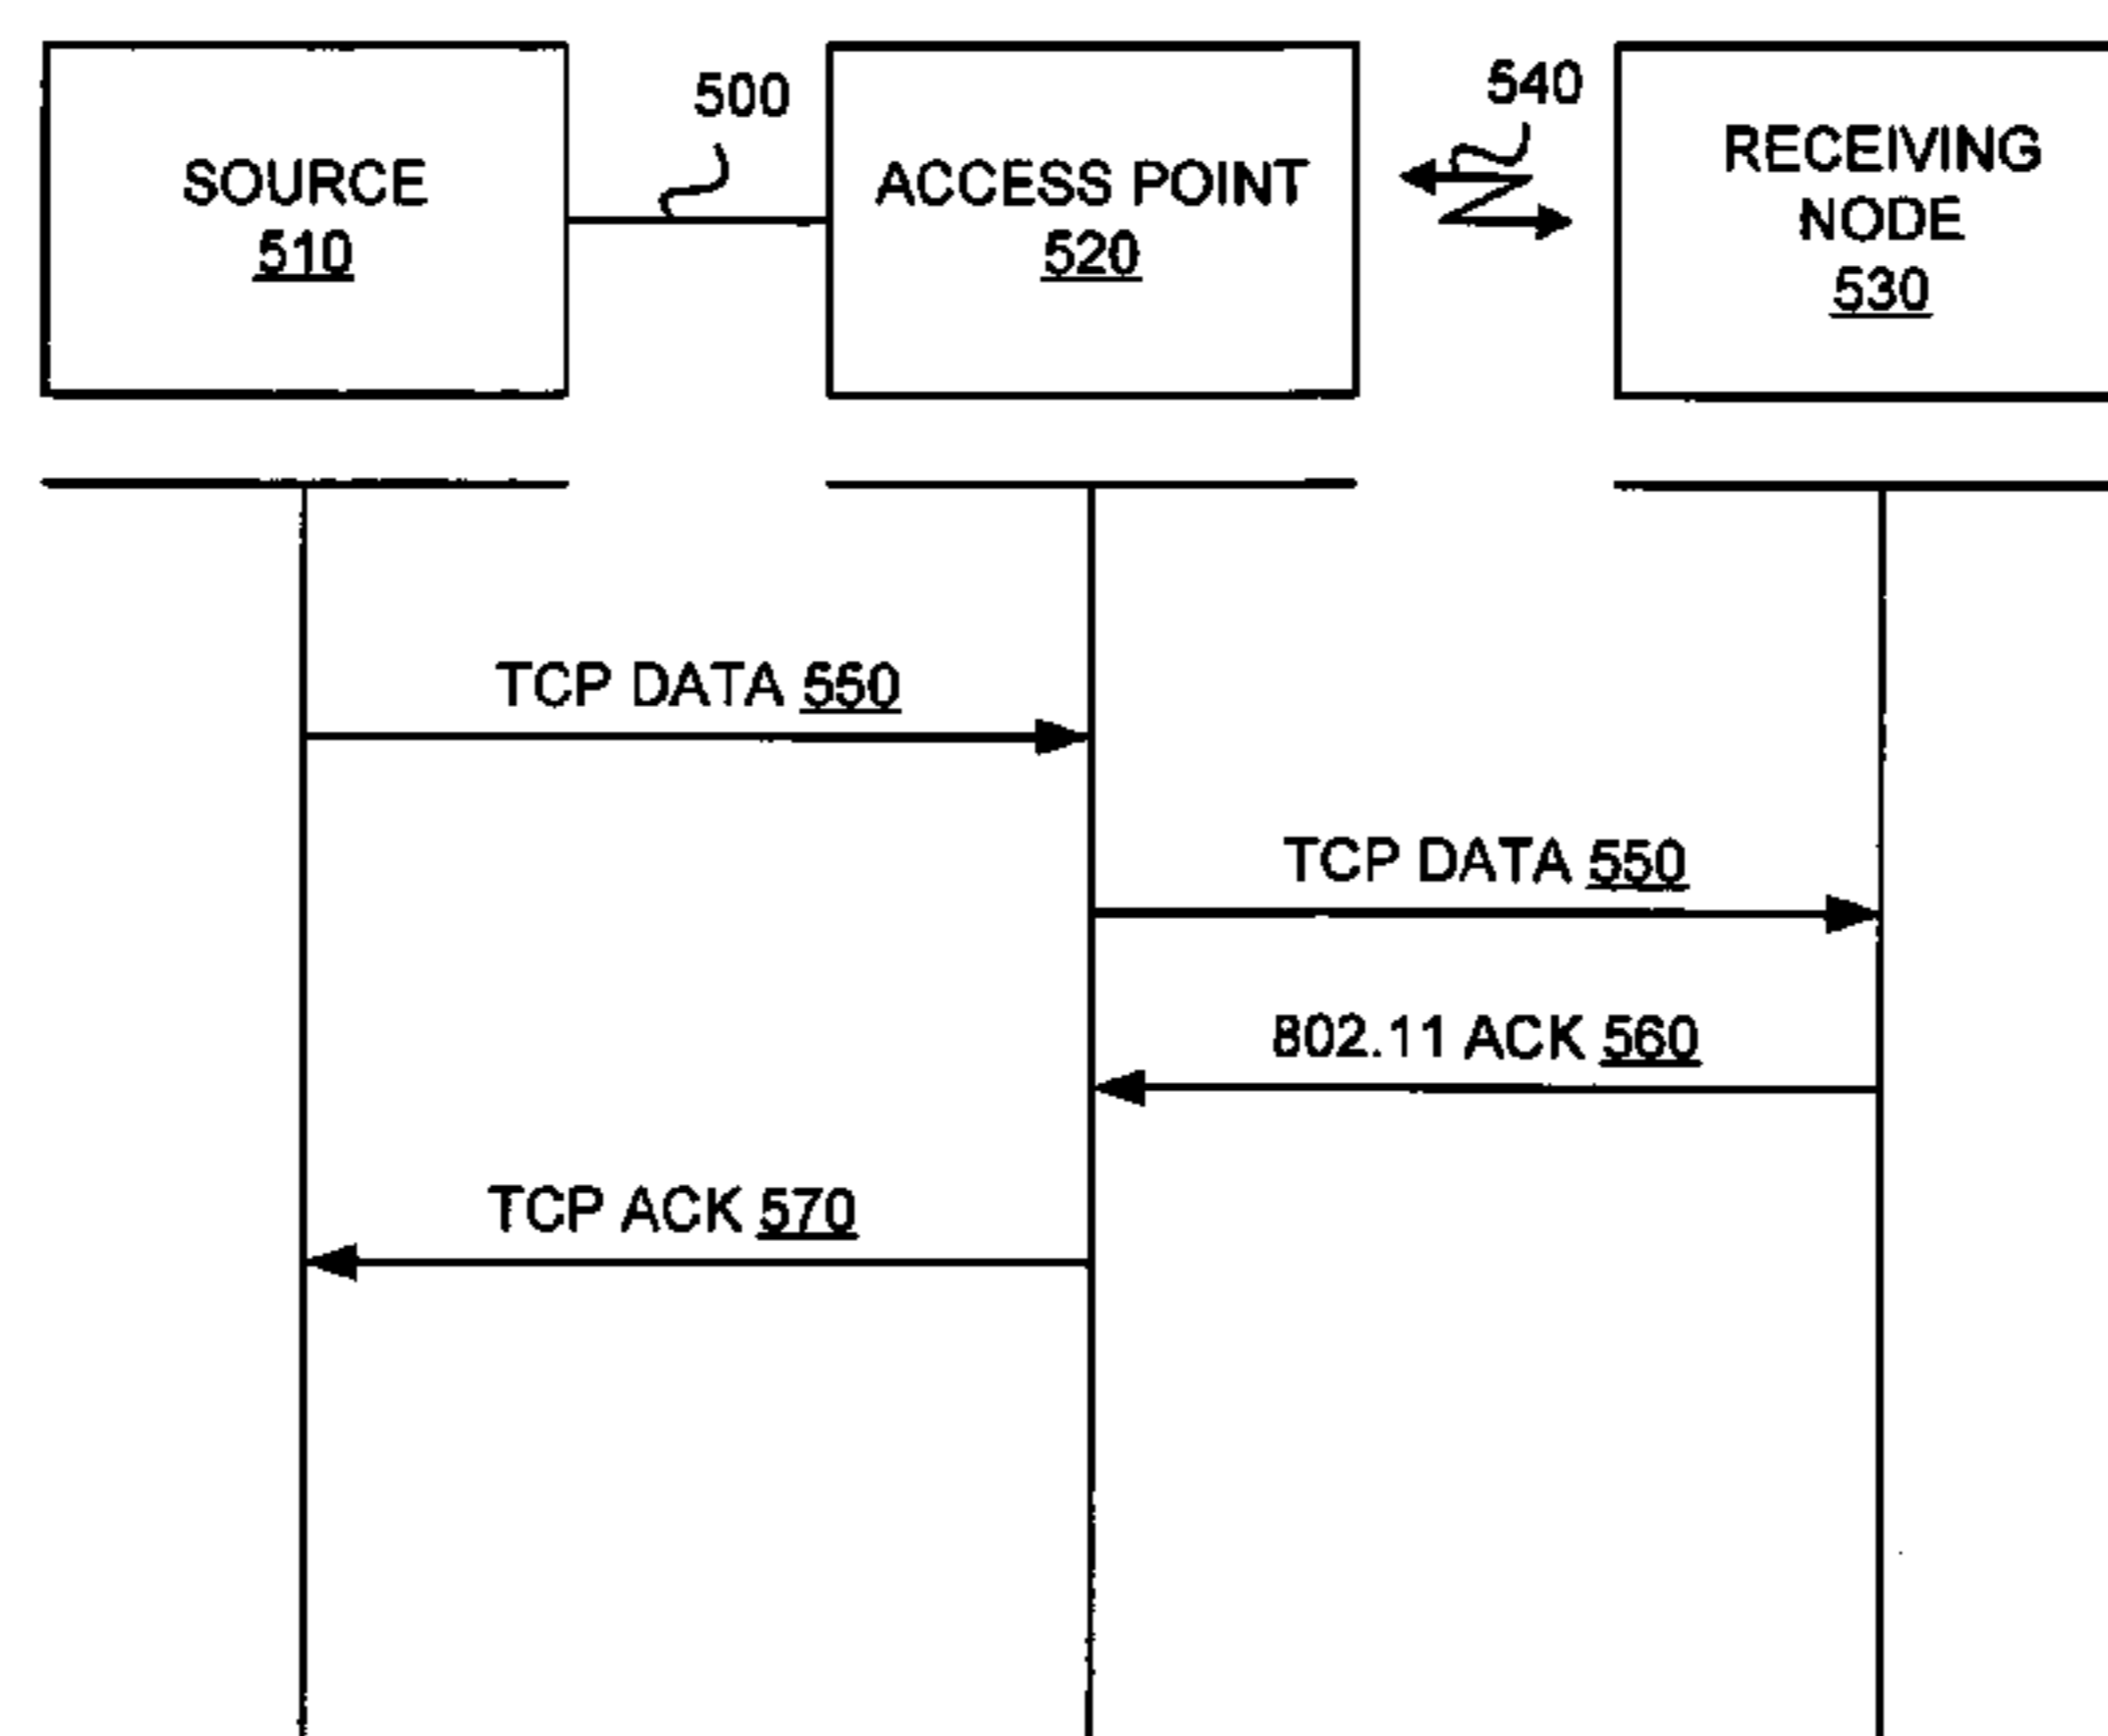 500
540
SOURCE
510
ACCESS POINT
520
RECEIVING
NODE
530
TCP DATA 550
TCP DATA 550
802.11 ACK 560
TCP ACK 570